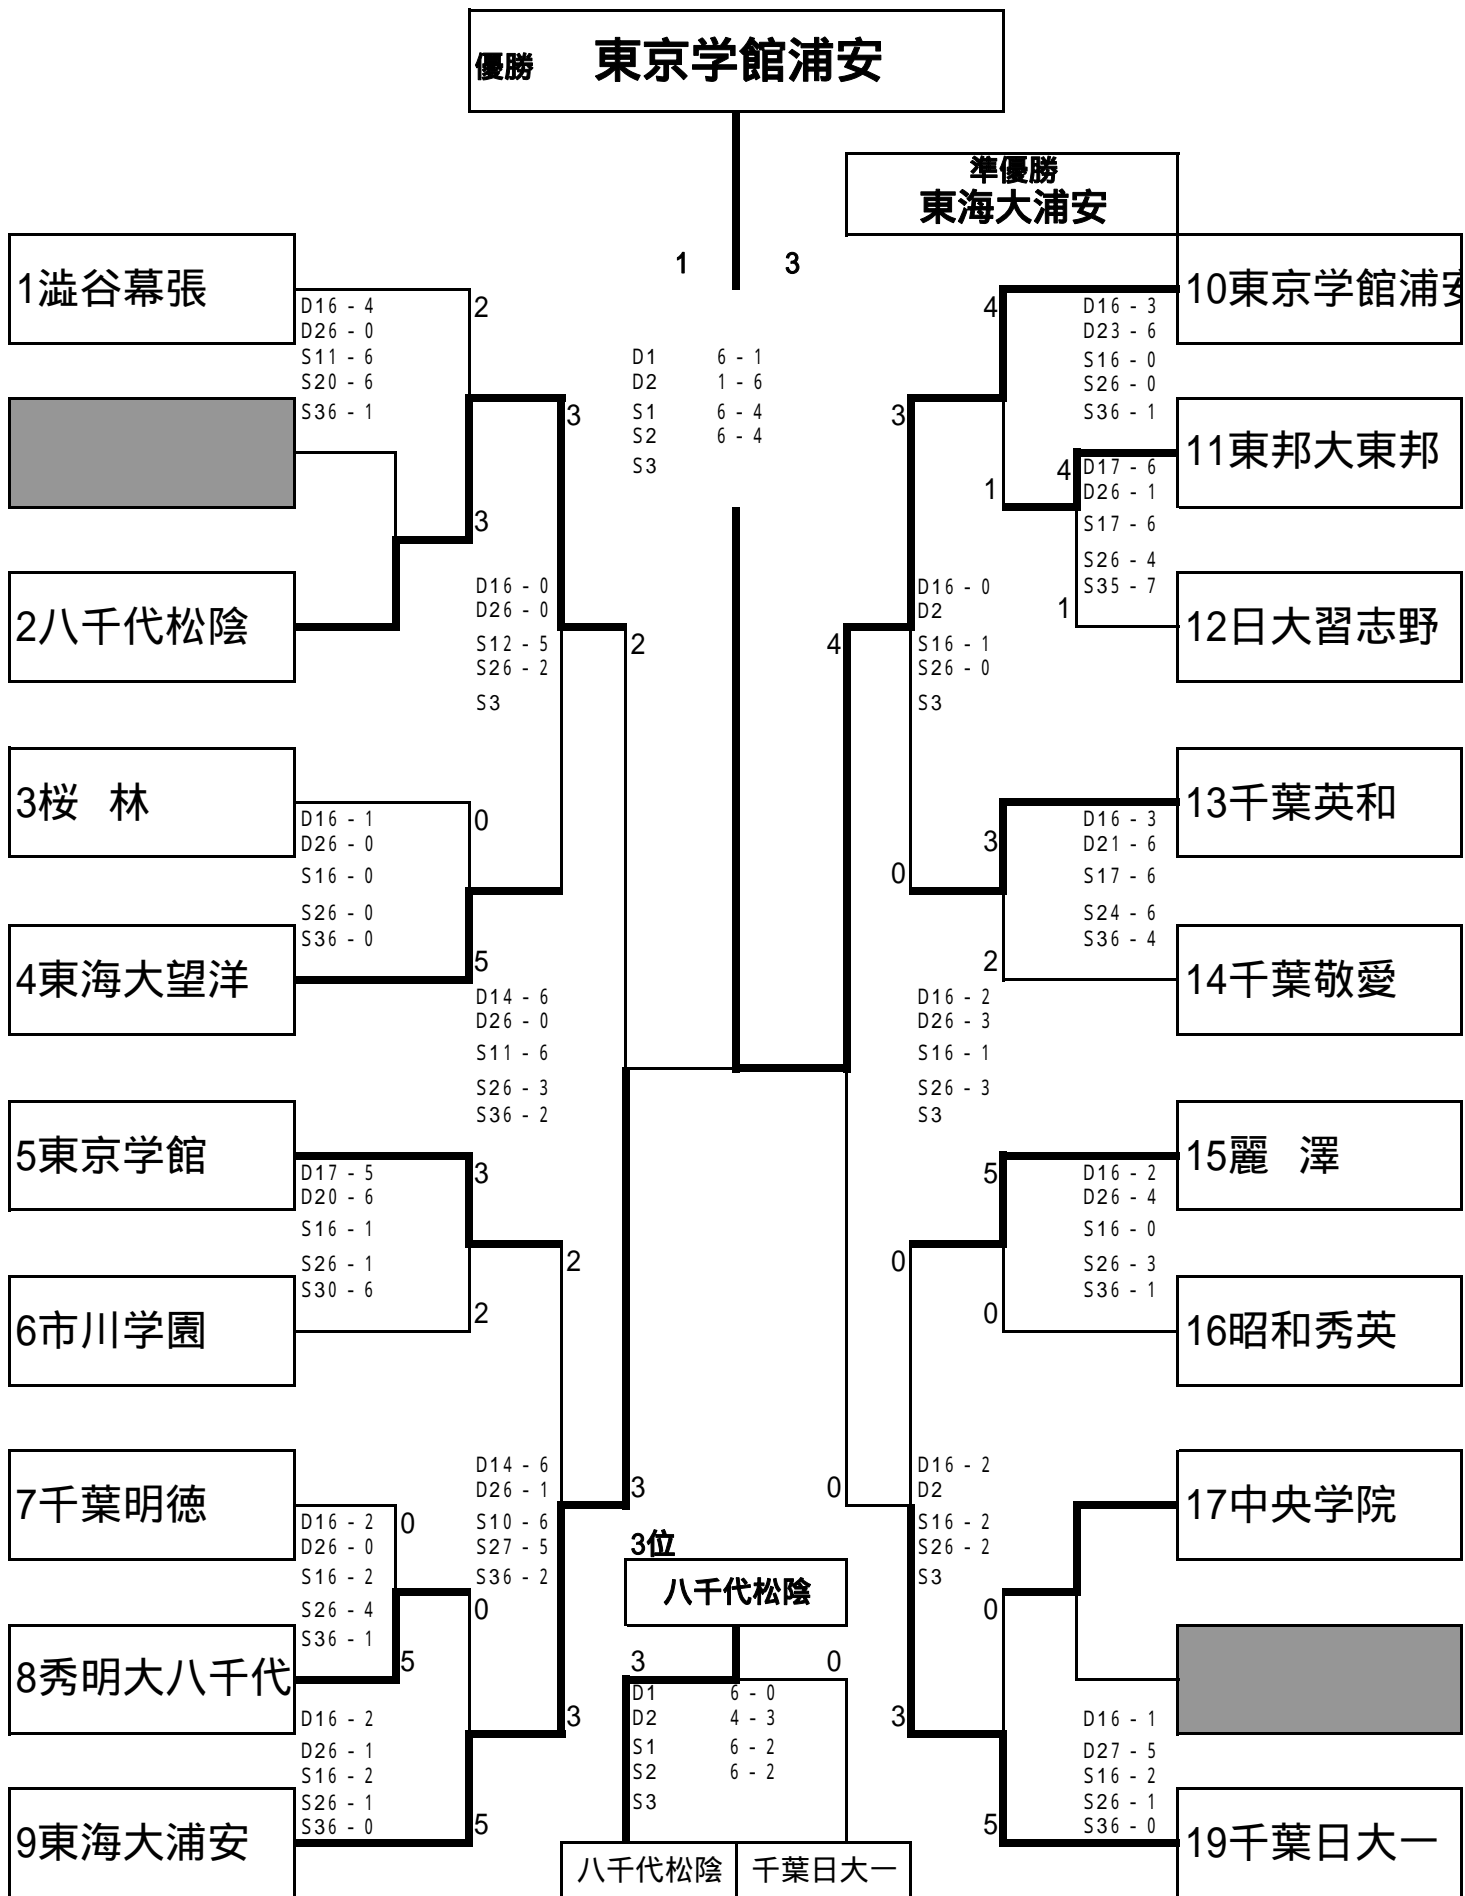 優勝 東京学館浦安
準優勝
東海大浦安
1 3
D1 6 - 1
D2 1 - 6
S1 6 - 4
S2 6 - 4
S3
1澁谷幕張
D16 - 4
D26 - 0
S11 - 6
S20 - 6
S36 - 1
2
3
2八千代松陰
3
D16 - 0
D26 - 0
S12 - 5
S26 - 2
S3
3桜 林
D16 - 1
D26 - 0
S16 - 0
S26 - 0
S36 - 0
0
5
4東海大望洋
2
D14 - 6
D26 - 0
S11 - 6
S26 - 3
S36 - 2
5東京学館
D17 - 5
D20 - 6
S16 - 1
S26 - 1
S30 - 6
3
2
6市川学園
2
D14 - 6
D26 - 1
S10 - 6
S27 - 5
S36 - 2
3
7千葉明徳
D16 - 2
D26 - 0
S16 - 2
S26 - 4
S36 - 1
0
5
8秀明大八千代
0
D16 - 2
D26 - 1
S16 - 2
S26 - 1
S36 - 0
5
3
9東海大浦安
10東京学館浦安
4
D16 - 3
D23 - 6
S16 - 0
S26 - 0
S36 - 1
3
11東邦大東邦
1
4
D17 - 6
D26 - 1
S17 - 6
S26 - 4
S35 - 7
1
12日大習志野
4
D16 - 0
D2
S16 - 1
S26 - 0
S3
13千葉英和
3
D16 - 3
D21 - 6
S17 - 6
S24 - 6
S36 - 4
0
2
14千葉敬愛
D16 - 2
D26 - 3
S16 - 1
S26 - 3
S3
15麗 澤
5
D16 - 2
D26 - 4
S16 - 0
S26 - 3
S36 - 1
0
0
16昭和秀英
D16 - 2
D2
S16 - 2
S26 - 2
S3
0
17中央学院
0
D16 - 1
D27 - 5
S16 - 2
S26 - 1
S36 - 0
3
5
19千葉日大一
3位
八千代松陰
3 0
D1 6 - 0
D2 4 - 3
S1 6 - 2
S2 6 - 2
S3
八千代松陰 千葉日大一